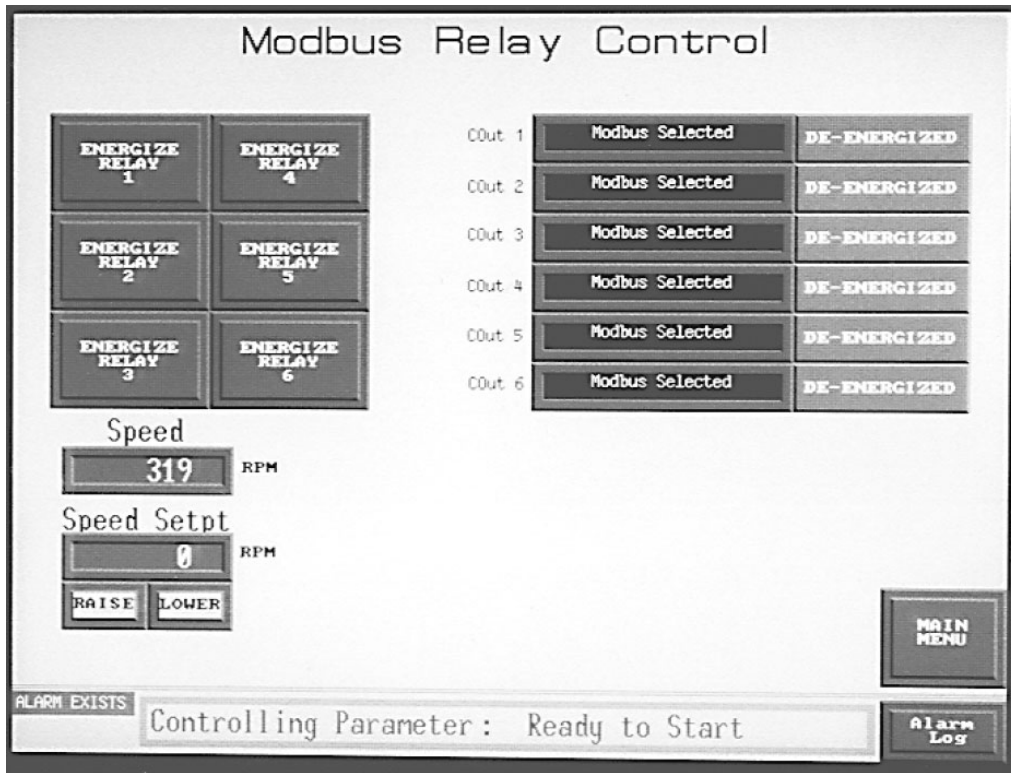 Modbus Relay Control
ENERGIZE
RELAY
1
ENERGIZE
RELAY
4
ENERGIZE
RELAY
2
ENERGIZE
RELAY
5
ENERGIZE
RELAY
3
ENERGIZE
RELAY
6
COut 1 Modbus Selected DE-ENERGIZED
COut 2 Modbus Selected DE-ENERGIZED
COut 3 Modbus Selected DE-ENERGIZED
COut 4 Modbus Selected DE-ENERGIZED
COut 5 Modbus Selected DE-ENERGIZED
COut 6 Modbus Selected DE-ENERGIZED
Speed
319 RPM
Speed Setpt
0 RPM
RAISE LOWER
MAIN
MENU
ALARM EXISTS
Controlling Parameter: Ready to Start
Alarm
Log